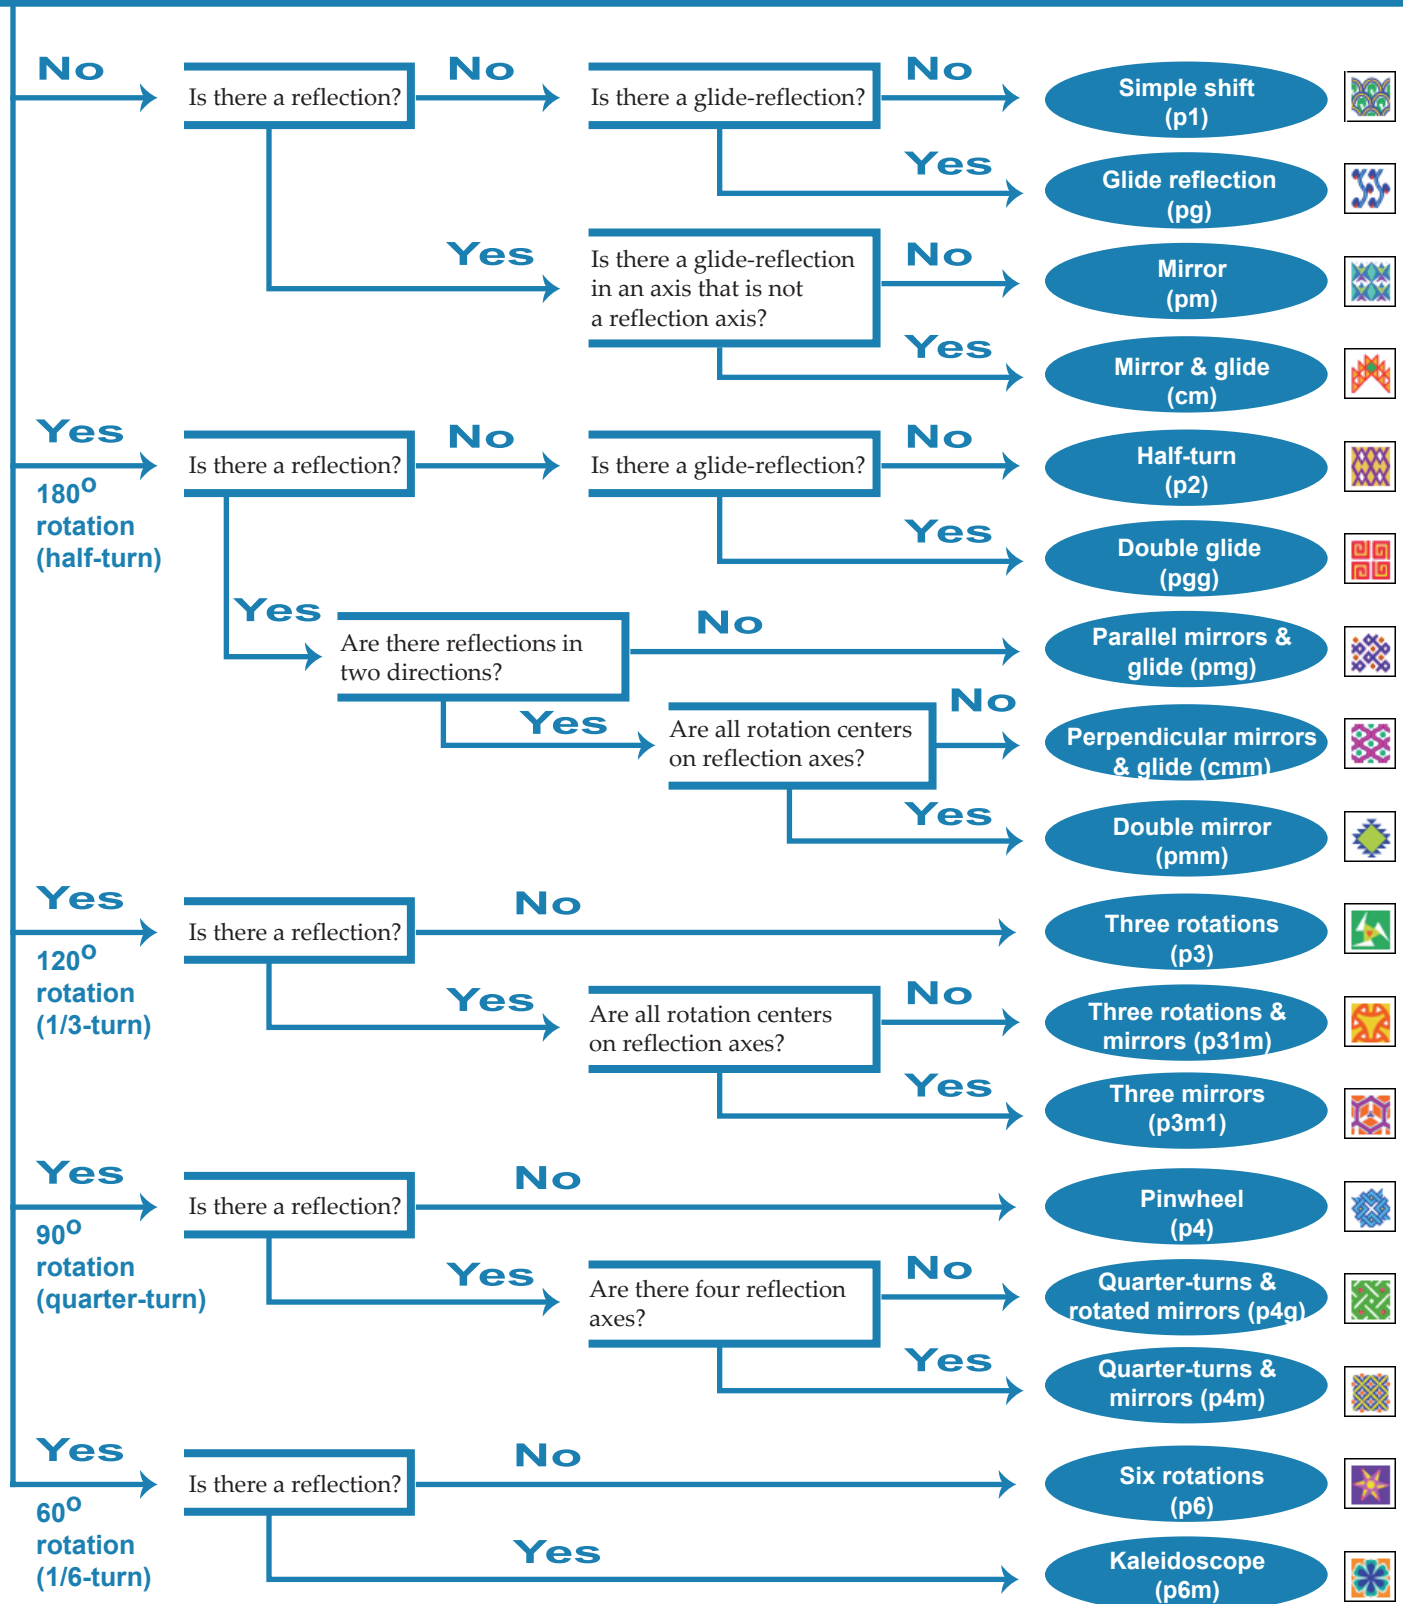 No
Is there a reflection?
No
Is there a glide-reflection?
No
Simple shift
(p1)
Yes
Glide reflection
(pg)
Yes
Is there a glide-reflection
in an axis that is not
a reflection axis?
No
Mirror
(pm)
Yes
Mirror & glide
(cm)
Yes
180°
rotation
(half-turn)
Is there a reflection?
No
Is there a glide-reflection?
No
Half-turn
(p2)
Yes
Double glide
(pgg)
Yes
Are there reflections in
two directions?
No
Parallel mirrors &
glide (pmg)
Yes
Are all rotation centers
on reflection axes?
No
Perpendicular mirrors
& glide (cmm)
Yes
Double mirror
(pmm)
Yes
120°
rotation
(1/3-turn)
Is there a reflection?
No
Three rotations
(p3)
Yes
Are all rotation centers
on reflection axes?
No
Three rotations &
mirrors (p31m)
Yes
Three mirrors
(p3m1)
Yes
90°
rotation
(quarter-turn)
Is there a reflection?
No
Pinwheel
(p4)
Yes
Are there four reflection
axes?
No
Quarter-turns &
rotated mirrors (p4g)
Yes
Quarter-turns &
mirrors (p4m)
Yes
60°
rotation
(1/6-turn)
Is there a reflection?
No
Six rotations
(p6)
Yes
Kaleidoscope
(p6m)